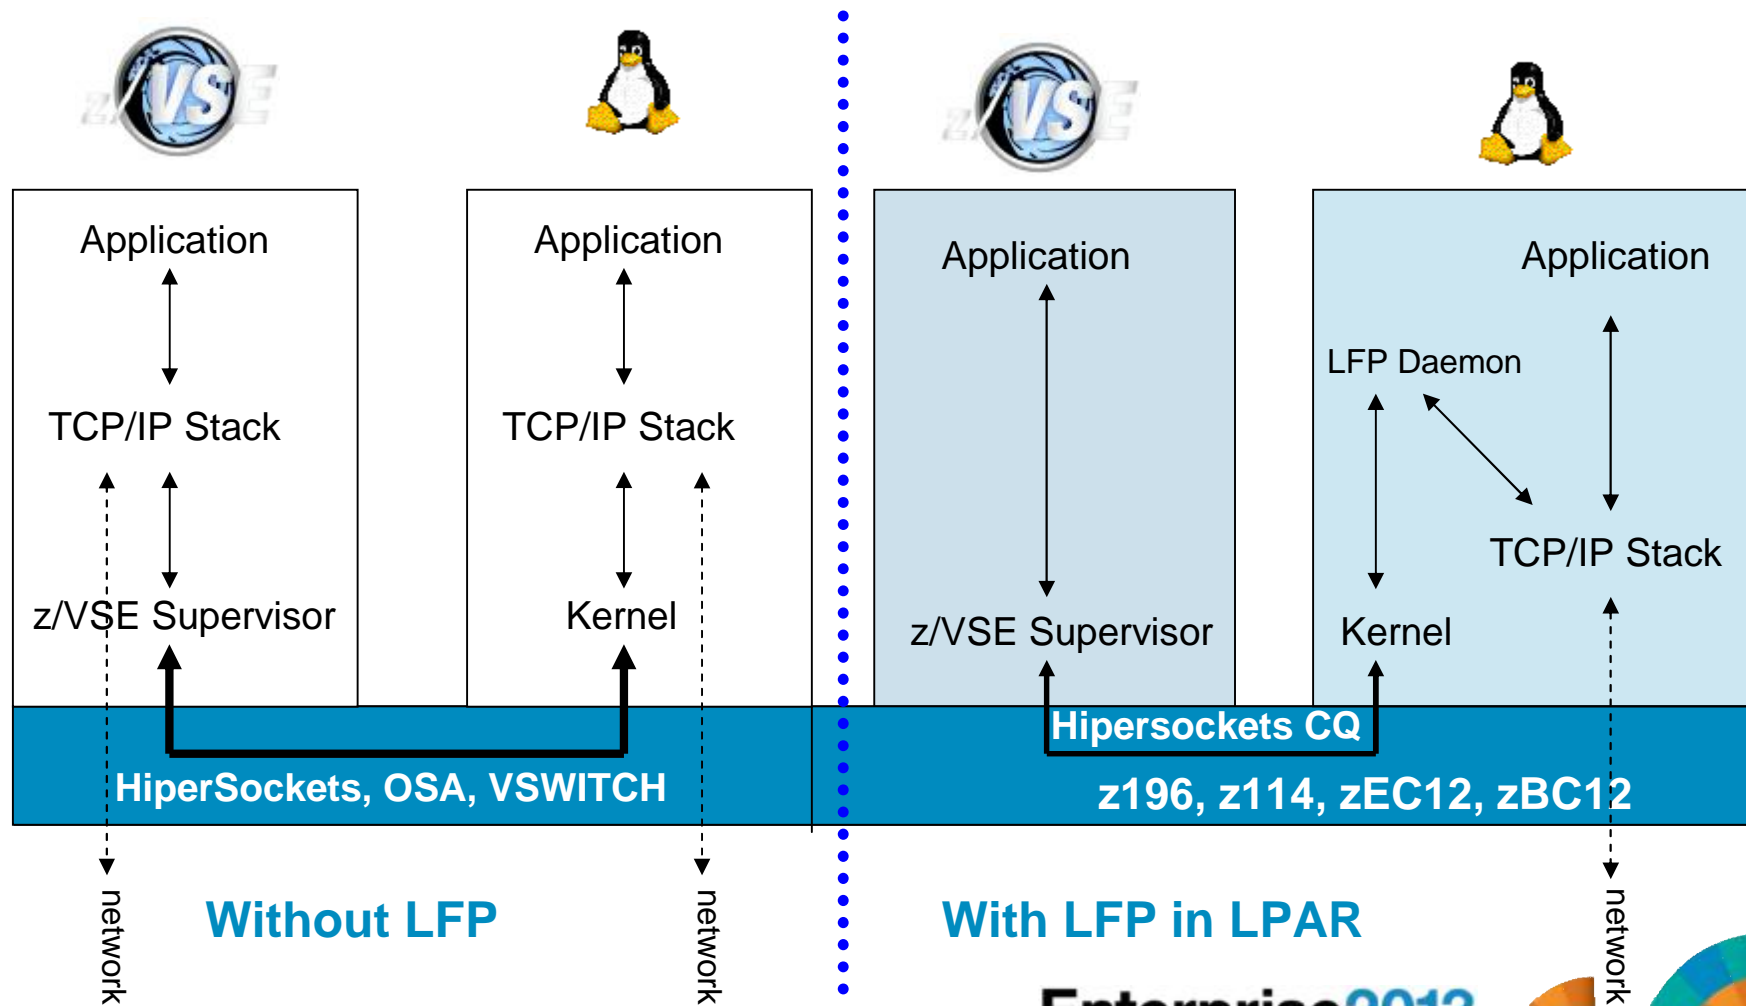 z/VSE
z/VSE
Application
TCP/IP Stack
z/VSE Supervisor
Application
TCP/IP Stack
Kernel
HiperSockets, OSA, VSWITCH
network
network
Without LFP
Application
z/VSE Supervisor
Application
LFP Daemon
TCP/IP Stack
Kernel
Hipersockets CQ
z196, z114, zEC12, zBC12
network
With LFP in LPAR
Enterprise2013